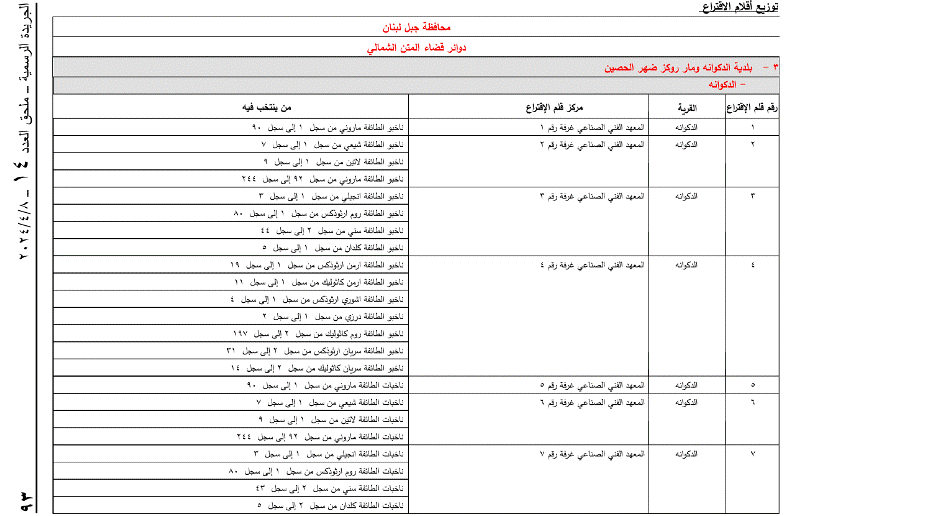 توزيع أقلام الاقتراع
محافظة جبل لبنان
دوائر قضاء المتن الشمالي
٣ - بلدية الدكوانه ومار روكز ضهر الحصين
- الدكوانه
رقم قلم الإقتراع القرية مركز قلم الإقتراع من ينتخب فيه
١ الدكوانه المعهد الفني الصناعي غرفة رقم ١ ناخبو الطائفة ماروني من سجل ١ إلى سجل ٩٠
٢ الدكوانه المعهد الفني الصناعي غرفة رقم ٢ ناخبو الطائفة شيعي من سجل ١ إلى سجل ٧
ناخبو الطائفة لاتين من سجل ١ إلى سجل ٩
ناخبو الطائفة ماروني من سجل ٩٢ إلى سجل ٢٤٤
٣ الدكوانه المعهد الفني الصناعي غرفة رقم ٣ ناخبو الطائفة انجيلي من سجل ١ إلى سجل ٣
ناخبو الطائفة روم ارثوذكس من سجل ١ إلى سجل ٨٠
ناخبو الطائفة سني من سجل ٢ إلى سجل ٤٤
ناخبو الطائفة كلدان من سجل ١ إلى سجل ٥
٤ الدكوانه المعهد الفني الصناعي غرفة رقم ٤ ناخبو الطائفة ارمن ارثوذكس من سجل ١ إلى سجل ١٩
ناخبو الطائفة ارمن كاثوليك من سجل ١ إلى سجل ١١
ناخبو الطائفة اشوري ارثوذكس من سجل ١ إلى سجل ٤
ناخبو الطائفة درزي من سجل ١ إلى سجل ٢
ناخبو الطائفة روم كاثوليك من سجل ٢ إلى سجل ١٩٧
ناخبو الطائفة سريان ارثوذكس من سجل ٢ إلى سجل ٣١
ناخبو الطائفة سريان كاثوليك من سجل ٢ إلى سجل ١٤
٥ الدكوانه المعهد الفني الصناعي غرفة رقم ٥ ناخبات الطائفة ماروني من سجل ١ إلى سجل ٩٠
٦ الدكوانه المعهد الفني الصناعي غرفة رقم ٦ ناخبات الطائفة شيعي من سجل ١ إلى سجل ٧
ناخبات الطائفة لاتين من سجل ١ إلى سجل ٩
ناخبات الطائفة ماروني من سجل ٩٢ إلى سجل ٢٤٤
٧ الدكوانه المعهد الفني الصناعي غرفة رقم ٧ ناخبات الطائفة انجيلي من سجل ١ إلى سجل ٣
ناخبات الطائفة روم ارثوذكس من سجل ١ إلى سجل ٨٠
ناخبات الطائفة سني من سجل ٢ إلى سجل ٤٣
ناخبات الطائفة كلدان من سجل ٢ إلى سجل ٥
الجريدة الرسمية – ملحق العدد ١٤ – ٢٠٢٤/٤/٨
٩٣